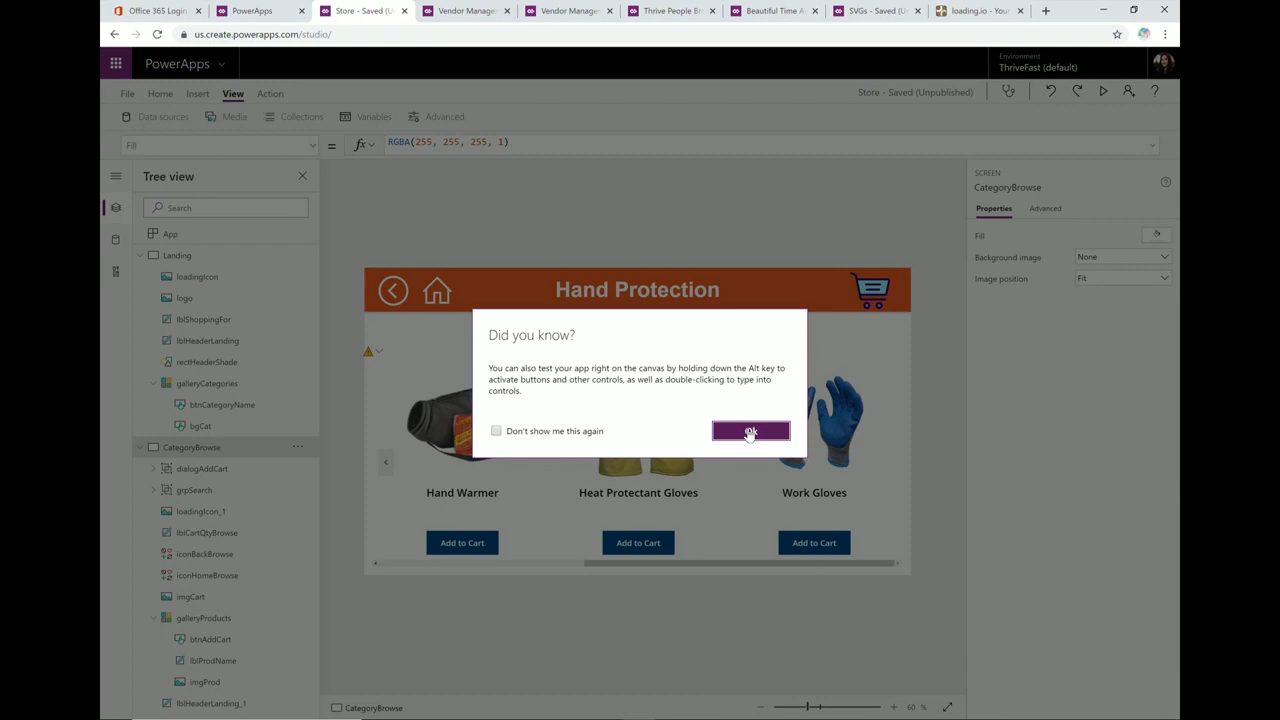 Office 365 Login
PowerApps
Store - Saved (U
Vendor Manage
Vendor Manage
Thrive People Br
Beautiful Time A
SVGs - Saved (Un
loading.io - Your
us.create.powerapps.com/studio/
PowerApps
Environment
ThriveFast (default)
File
Home
Insert
View
Action
Store - Saved (Unpublished)
Data sources
Media
Collections
Variables
Advanced
Fill
=
fx
RGBA(255, 255, 255, 1)
Tree view
Search
App
Landing
loadingIcon
logo
lblShoppingFor
lblHeaderLanding
rectHeaderShade
galleryCategories
btnCategoryName
bgCat
CategoryBrowse
dialogAddCart
grpSearch
loadingIcon_1
lblCartQtyBrowse
iconBackBrowse
iconHomeBrowse
imgCart
galleryProducts
btnAddCart
lblProdName
imgProd
lblHeaderLanding_1
Hand Protection
Did you know?
You can also test your app right on the canvas by holding down the Alt key to
activate buttons and other controls, as well as double-clicking to type into
controls.
Don't show me this again
Ok
Hand Warmer
Heat Protectant Gloves
Work Gloves
Add to Cart
Add to Cart
Add to Cart
SCREEN
CategoryBrowse
Properties
Advanced
Fill
Background image
None
Image position
Fit
CategoryBrowse
60 %